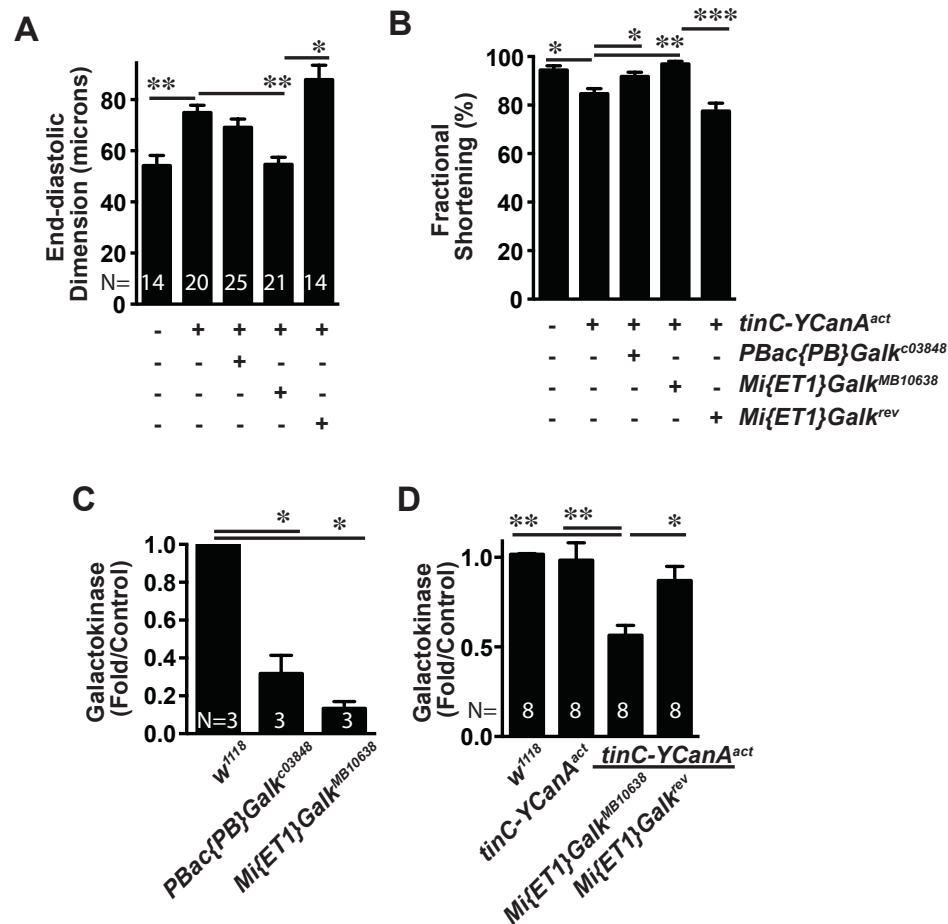 A
End-diastolic
Dimension (microns)
80
60
40
20
0
** ** *
N= 14 20 25 21 14
- + + + +
- - + - -
- - - + -
- - - - +
B
Fractional
Shortening (%)
100
80
60
40
20
0
* * ** ***
- + + + + tinC-YCanA^act
- - + - - PBac{PB}Galk^c03848
- - - + - Mi{ET1}Galk^MB10638
- - - - + Mi{ET1}Galk^rev
C
Galactokinase
(Fold/Control)
1.0
0.8
0.6
0.4
0.2
0.0
* *
N=3 3 3
w^1118
PBac{PB}Galk^c03848
Mi{ET1}Galk^MB10638
D
Galactokinase
(Fold/Control)
1.0
0.5
0.0
** ** *
N= 8 8 8 8
w^1118
tinC-YCanA^act
tinC-YCanA^act
Mi{ET1}Galk^MB10638
Mi{ET1}Galk^rev